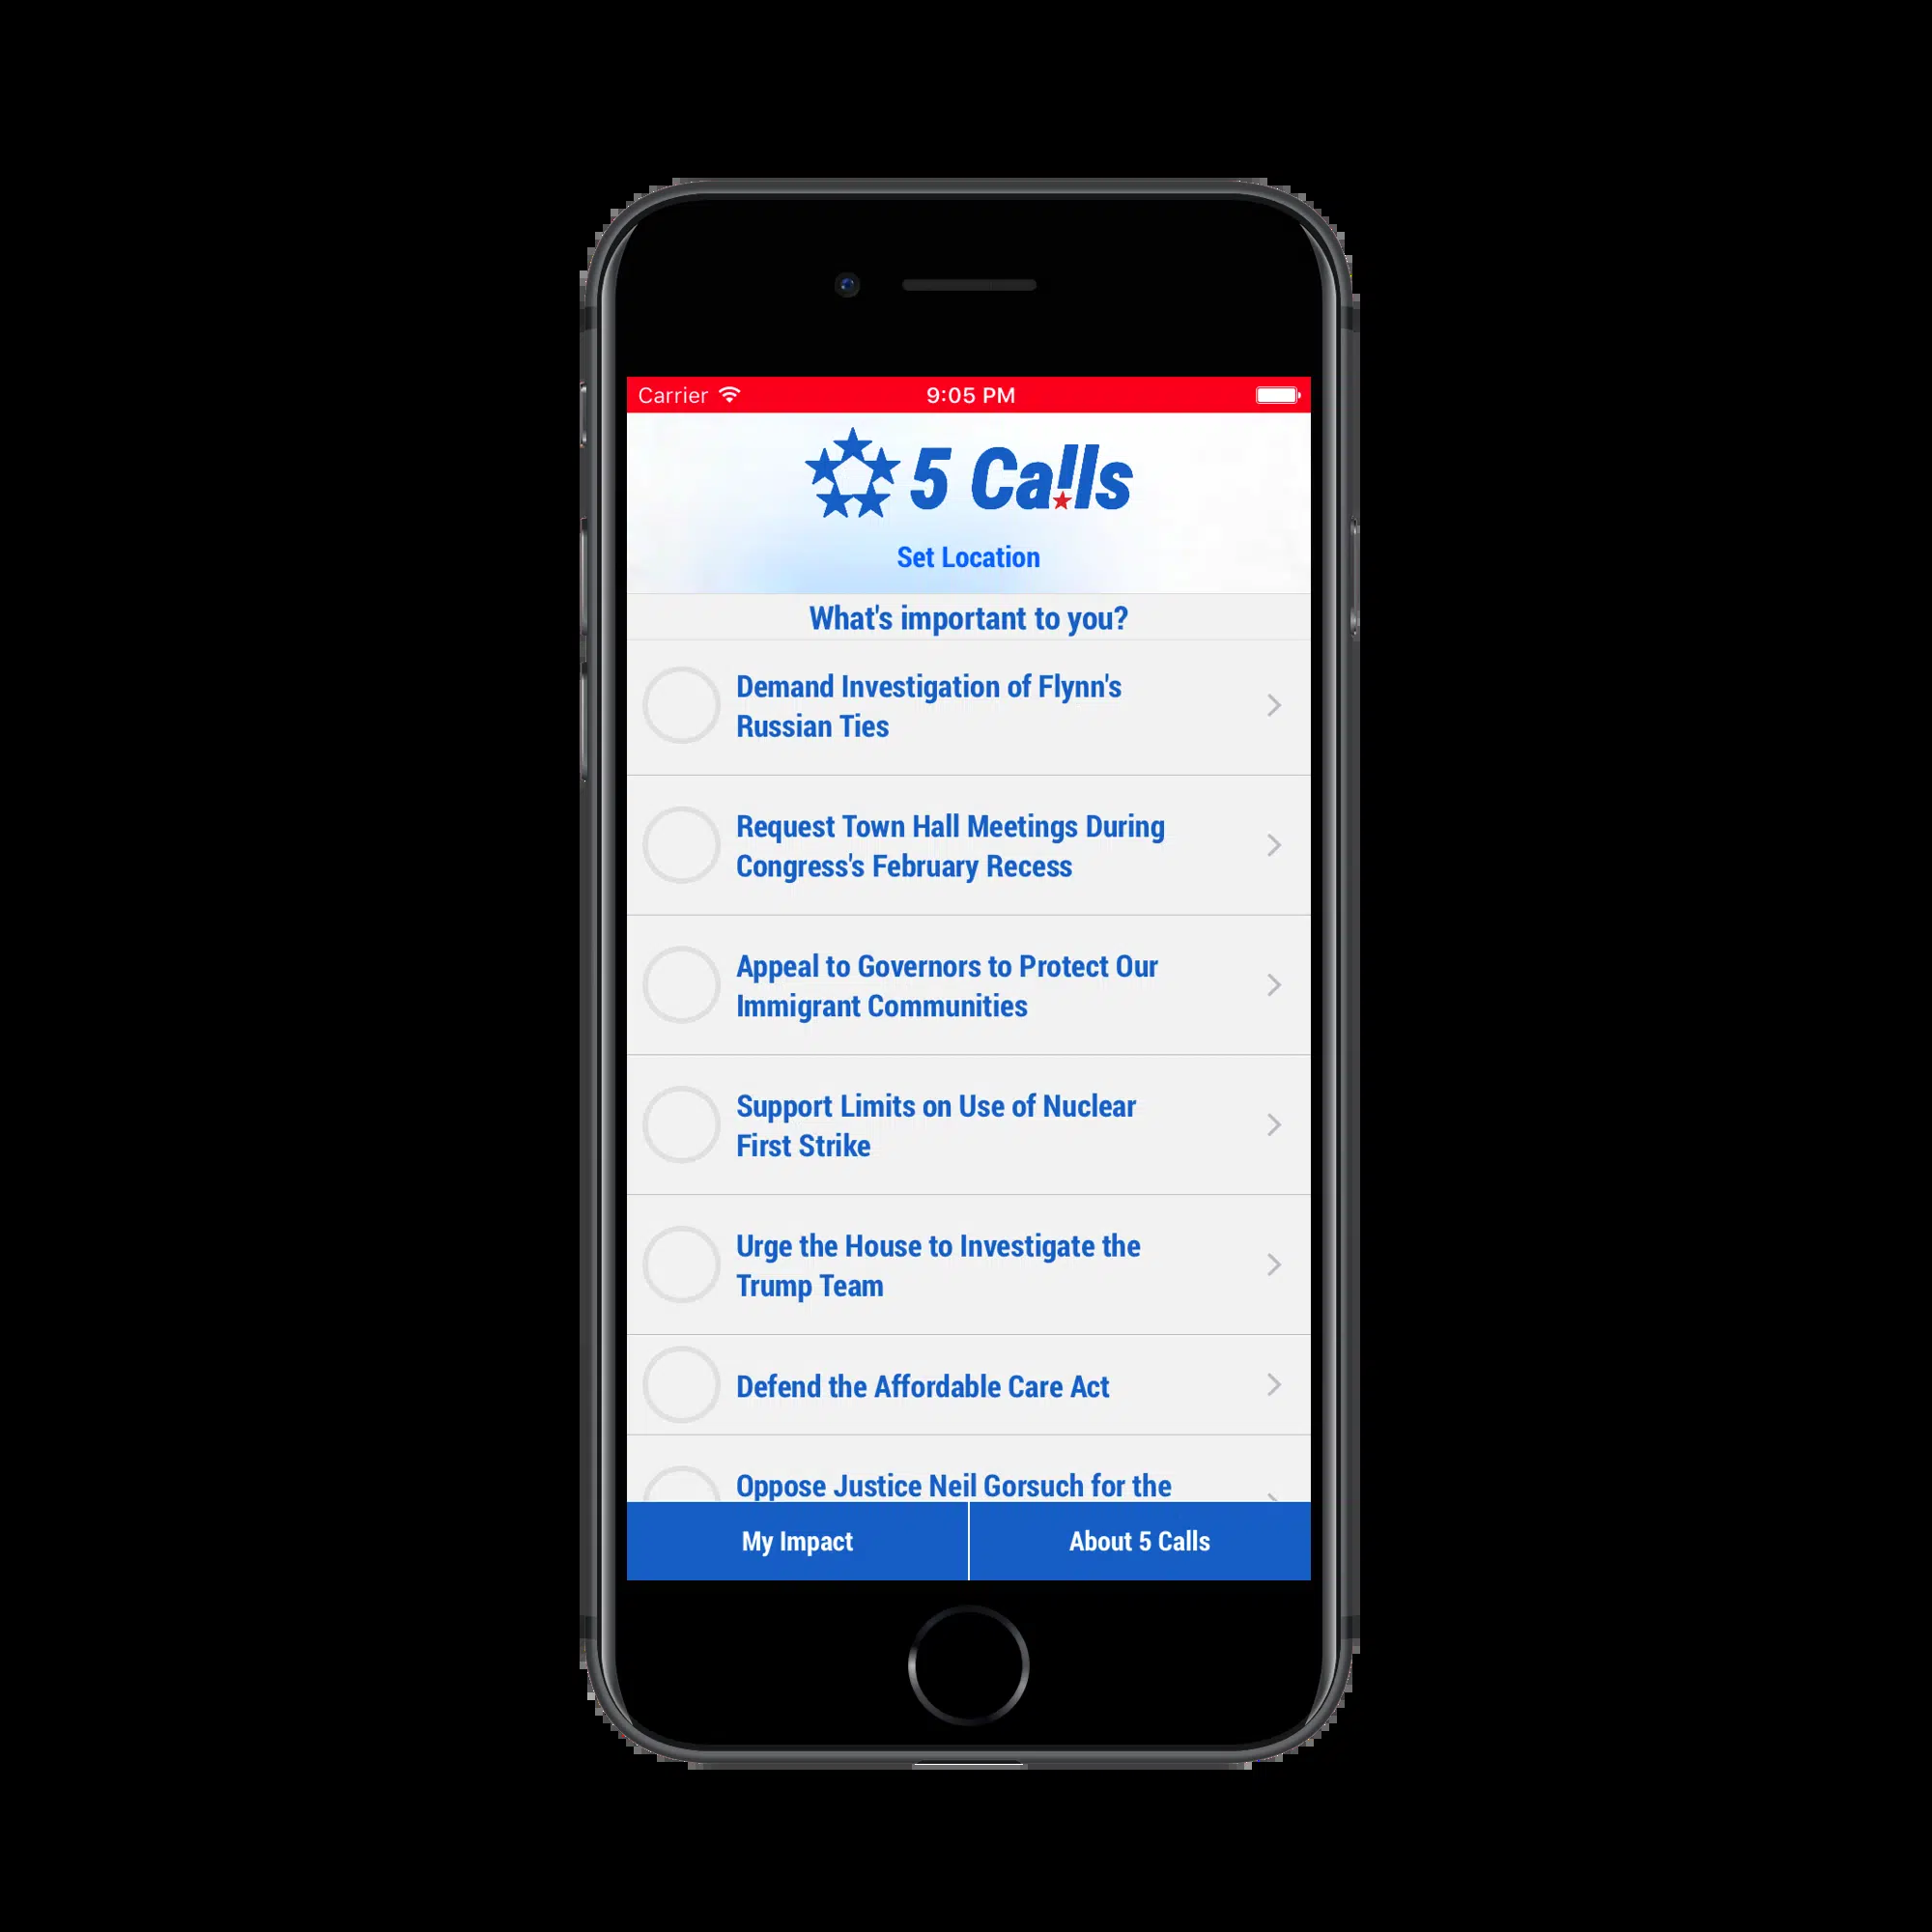 Carrier
9:05 PM
5 Calls
Set Location
What's important to you?
Demand Investigation of Flynn's
Russian Ties
Request Town Hall Meetings During
Congress's February Recess
Appeal to Governors to Protect Our
Immigrant Communities
Support Limits on Use of Nuclear
First Strike
Urge the House to Investigate the
Trump Team
Defend the Affordable Care Act
Oppose Justice Neil Gorsuch for the
My Impact
About 5 Calls